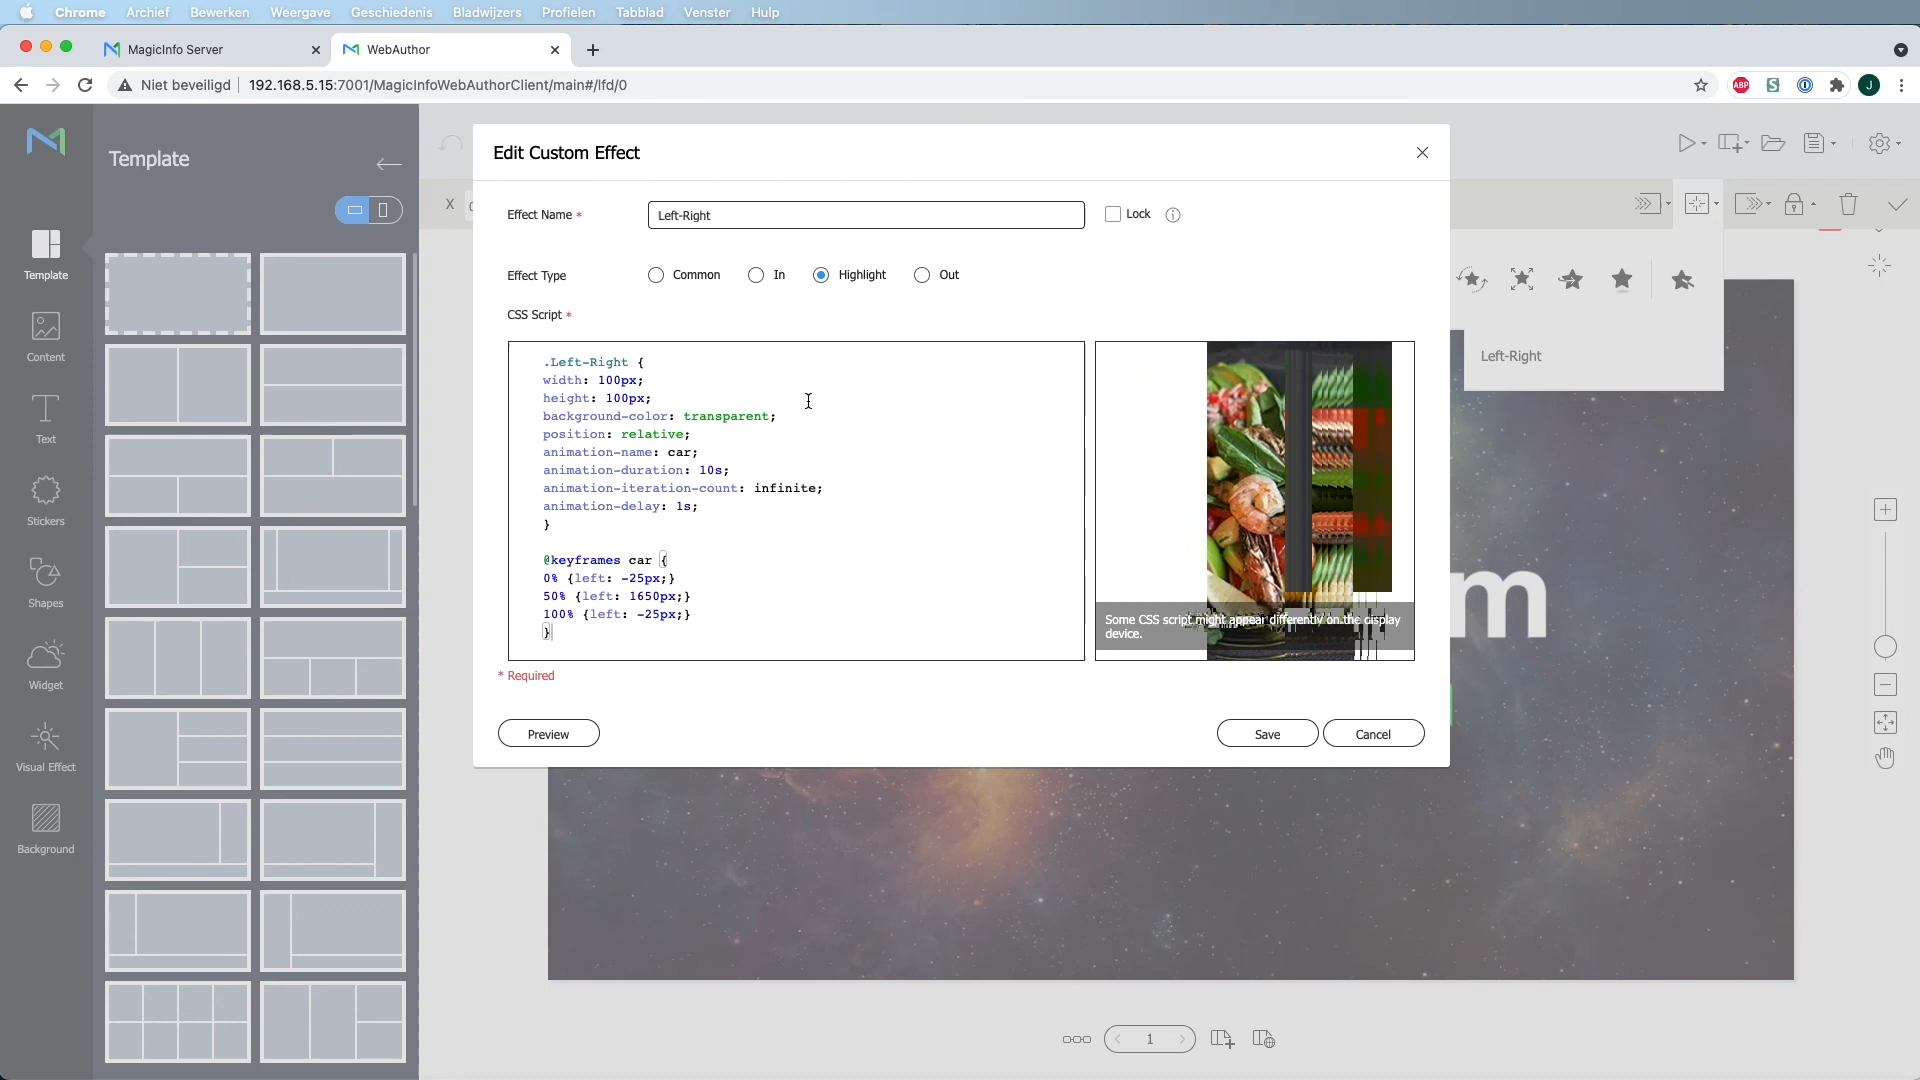 Chrome Archief Bewerken Weergave Geschiedenis Bladwijzers Profielen Tabblad Venster Hulp
MagicInfo Server
WebAuthor
Niet beveiligd 192.168.5.15:7001/MagicInfoWebAuthorClient/main#/lfd/0
ABP
S
J
Template
Template
Content
Text
Stickers
Shapes
Widget
Visual Effect
Background
X
Edit Custom Effect
Effect Name *
Left-Right
Lock
Effect Type
Common
In
Highlight
Out
CSS Script *
.Left-Right {
width: 100px;
height: 100px;
background-color: transparent;
position: relative;
animation-name: car;
animation-duration: 10s;
animation-iteration-count: infinite;
animation-delay: 1s;
}
@keyframes car {
0% {left: -25px;}
50% {left: 1650px;}
100% {left: -25px;}
}
Some CSS script might appear differently on the display
device.
* Required
Preview
Save
Cancel
Left-Right
m
1